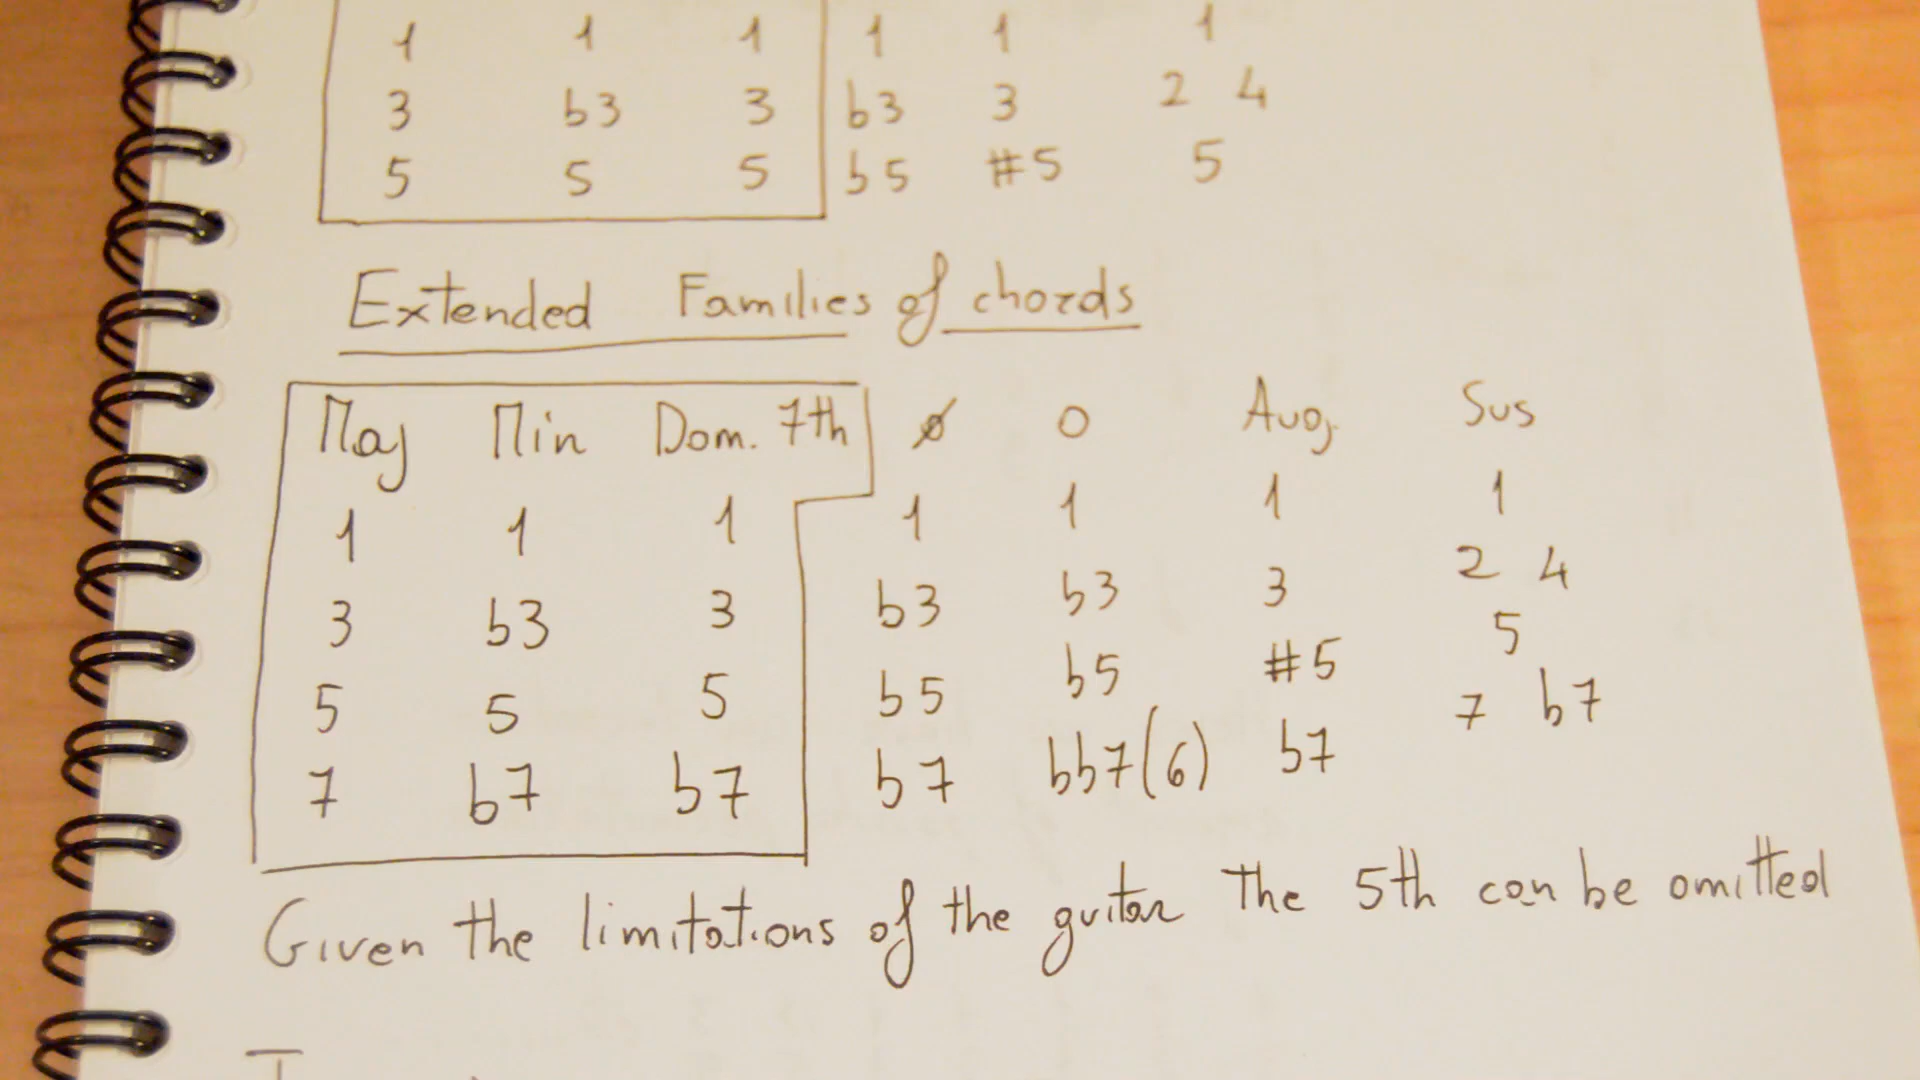 1 1 1 1 1 1
3 b3 3 b3 3 2 4
5 5 5 b5 #5 5
Extended Families of chords
Maj Min Dom. 7th ø O Aug. Sus
1 1 1 1 1 1 1
3 b3 3 b3 b3 3 2 4
5 5 5 b5 b5 #5 5
7 b7 b7 b7 bb7(6) b7 7 b7
Given the limitations of the guitar the 5th can be omitted